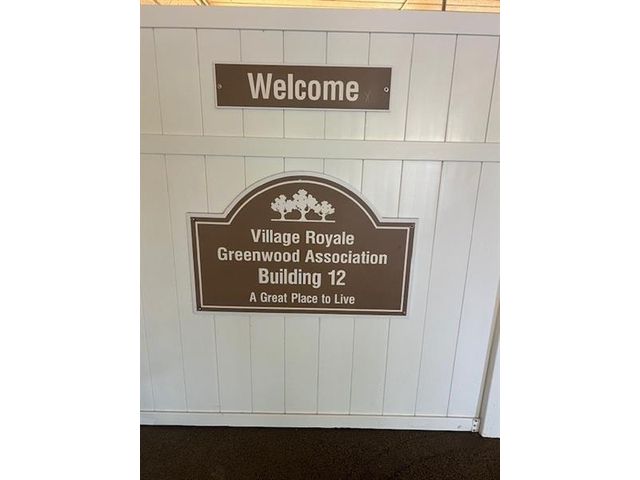 Welcome
Village Royale
Greenwood Association
Building 12
A Great Place to Live